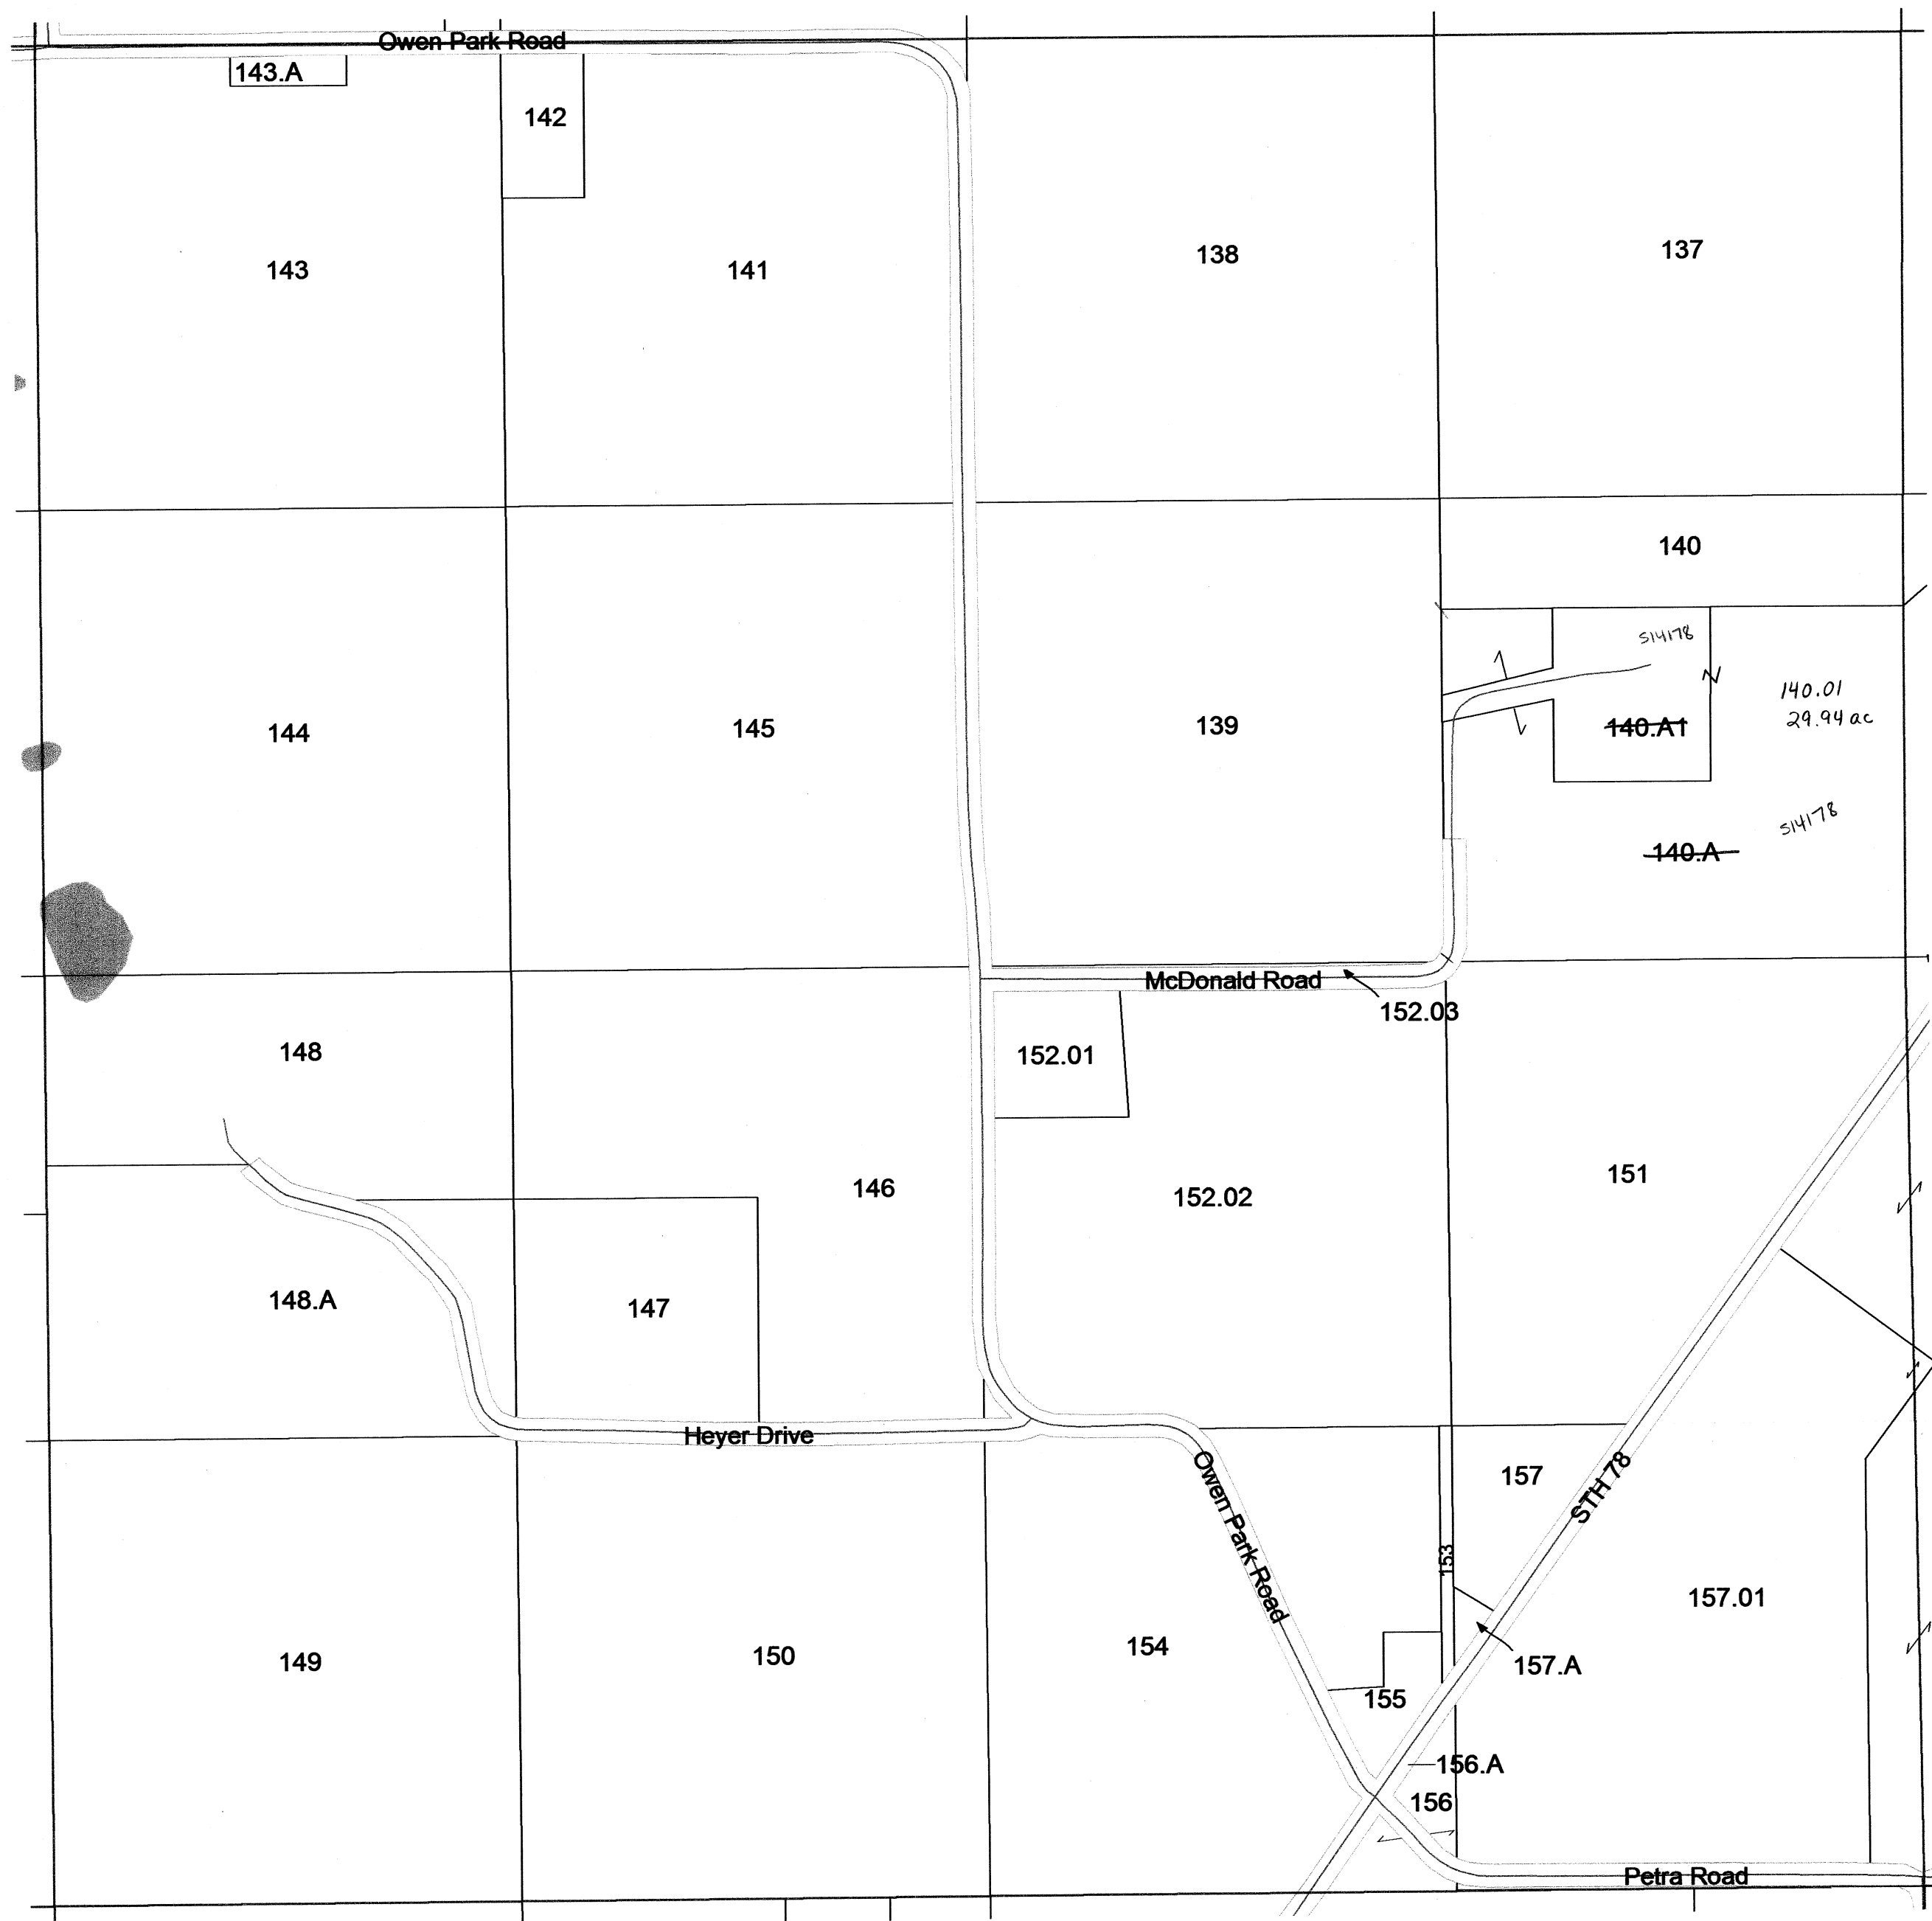 Owen Park Road
143.A
142
143
141
138
137
140
S14178
140.01
29.94 ac
140.A1
144
145
139
S14178
140.A
McDonald Road
152.03
148
152.01
146
152.02
151
148.A
147
Heyer Drive
Owen Park Road
157
STH 78
153
157.01
149
150
154
157.A
155
156.A
156
Petra Road